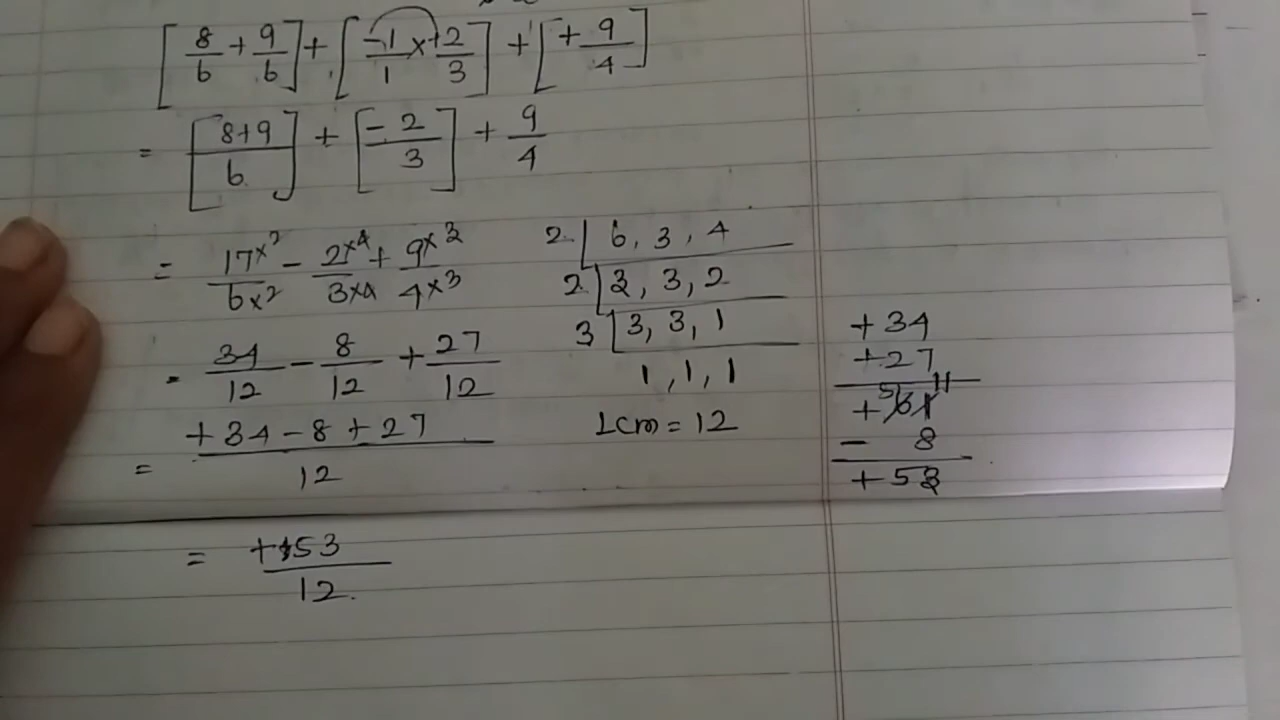 [8/6 + 9/6] + [-1/1 × +2/3] + [+9/4]
= [8+9/6] + [-2/3] + 9/4
= 17×2/6×2 - 2×4/3×4 + 9×3/4×3
= 34/12 - 8/12 + 27/12
= +34-8+27/12
= +53/12.
2 | 6, 3, 4
2 | 3, 3, 2
3 | 3, 3, 1
1, 1, 1
Lcm = 12
+34
+27
+61
5 11
- 8
+53